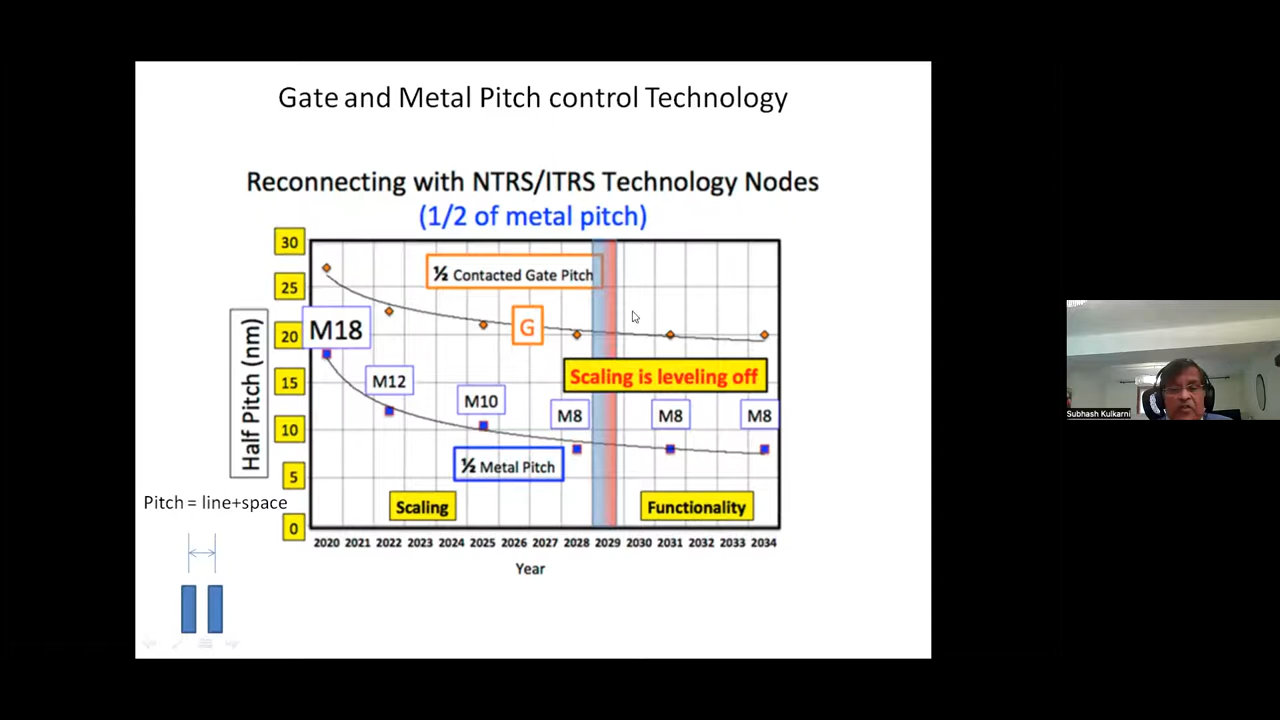 Gate and Metal Pitch control Technology
Reconnecting with NTRS/ITRS Technology Nodes
(1/2 of metal pitch)
30
25
20
15
10
5
0
Half Pitch (nm)
½ Contacted Gate Pitch
M18
G
Scaling is leveling off
M12
M10
M8
M8
M8
½ Metal Pitch
Scaling
Functionality
2020 2021 2022 2023 2024 2025 2026 2027 2028 2029 2030 2031 2032 2033 2034
Year
Pitch = line+space
Subhash Kulkarni